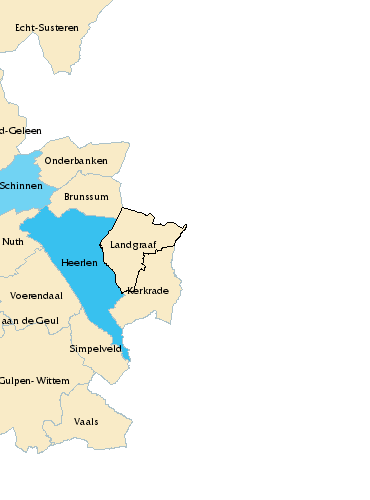 Echt-Susteren
d-Geleen
Onderbanken
Schinnen
Brunssum
Nuth
Landgraaf
Heerlen
Voerendaal
Kerkrade
aan de Geul
Simpelveld
Gulpen-Wittem
Vaals